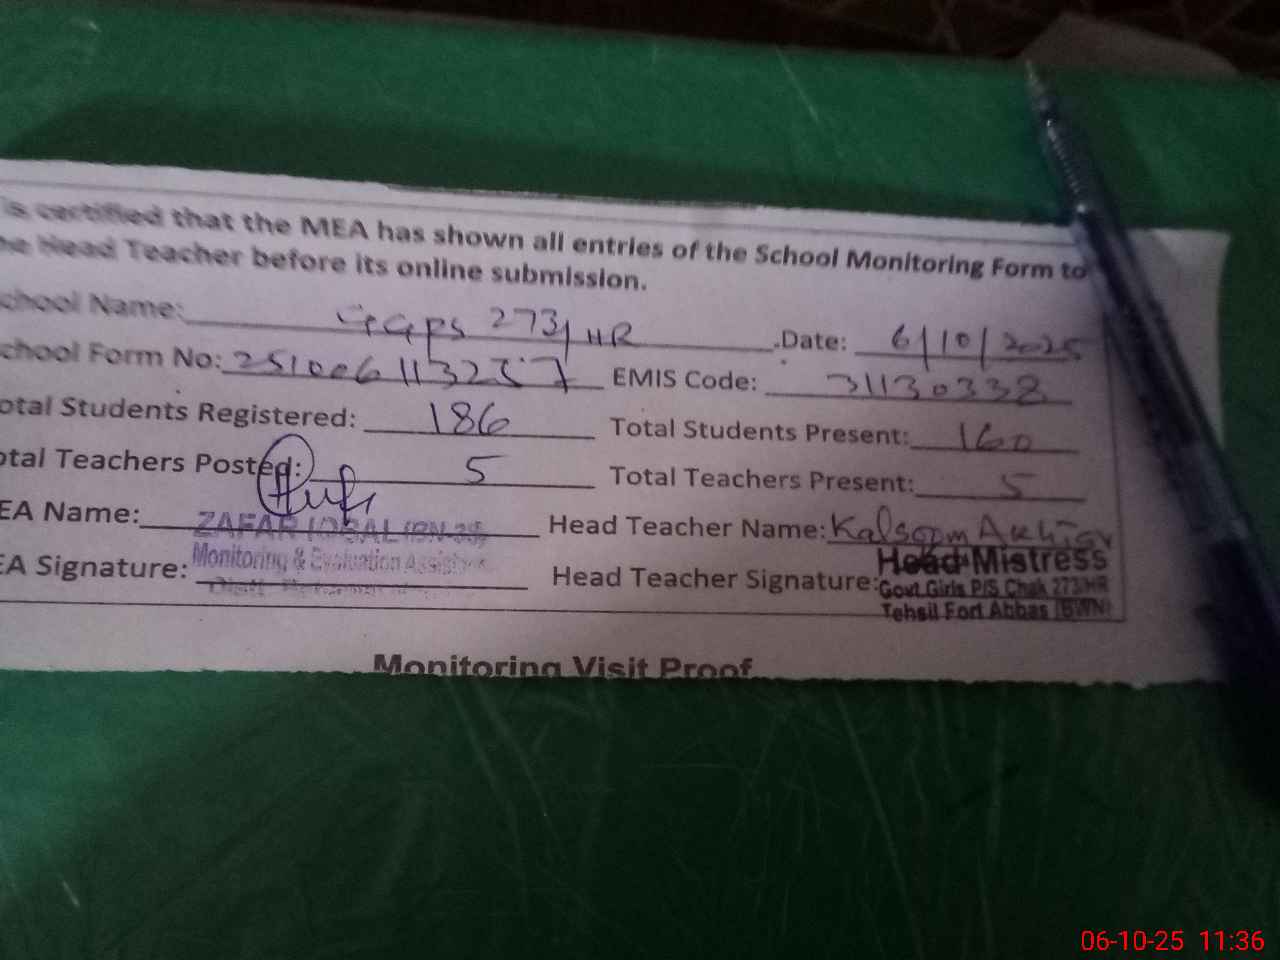 is certified that the MEA has shown all entries of the School Monitoring Form to
he Head Teacher before its online submission.
chool Name: GGPS 273/HR .Date: 6/10/2025
chool Form No: EMIS Code: 31130338
otal Students Registered: 186 Total Students Present: 160
otal Teachers Posted: 5 Total Teachers Present: 5
EA Name: ZAFAR IQBAL Head Teacher Name: Kalsoom Akhtar
Monitoring & Evaluation Assistant
Head Mistress
EA Signature: Head Teacher Signature: Govt Girls P/S Chak 273/HR
Tehsil Fort Abbas (BWN)
Monitoring Visit Proof
06-10-25 11:36